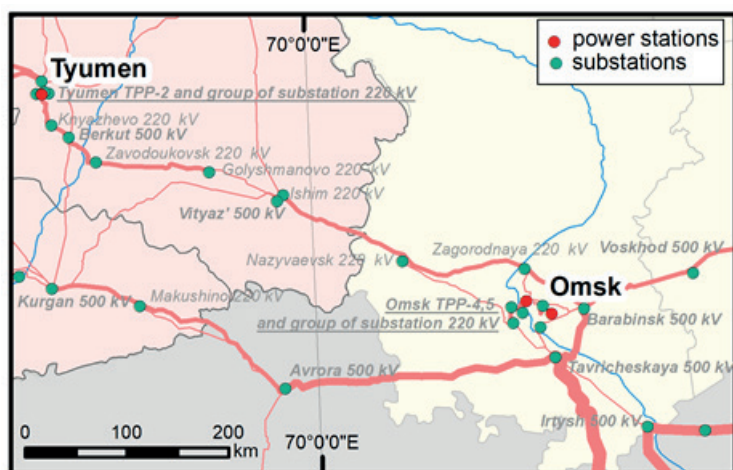 70°0'0"E
power stations
substations
Tyumen
Tyumen TPP-2 and group of substation 220 kV
Knyazhevo 220 kV
Berkut 500 kV
Zavodoukovsk 220 kV
Golyshmanovo 220 kV
Ishim 220 kV
Vityaz' 500 kV
Nazyvaevsk 220 kV
Zagorodnaya 220 kV
Voskhod 500 kV
Omsk
Kurgan 500 kV
Makushino 220 kV
Omsk TPP-4,5
and group of substation 220 kV
Barabinsk 500 kV
Avrora 500 kV
Tavricheskaya 500 kV
Irtysh 500 kV
0 100 200
km
70°0'0"E